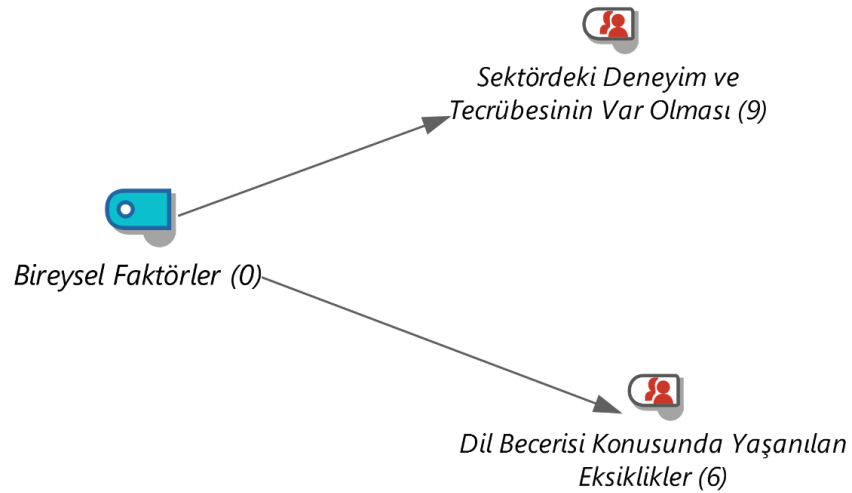 Sektördeki Deneyim ve
Tecrübesinin Var Olması (9)
Bireysel Faktörler (0)
Dil Becerisi Konusunda Yaşanılan
Eksiklikler (6)